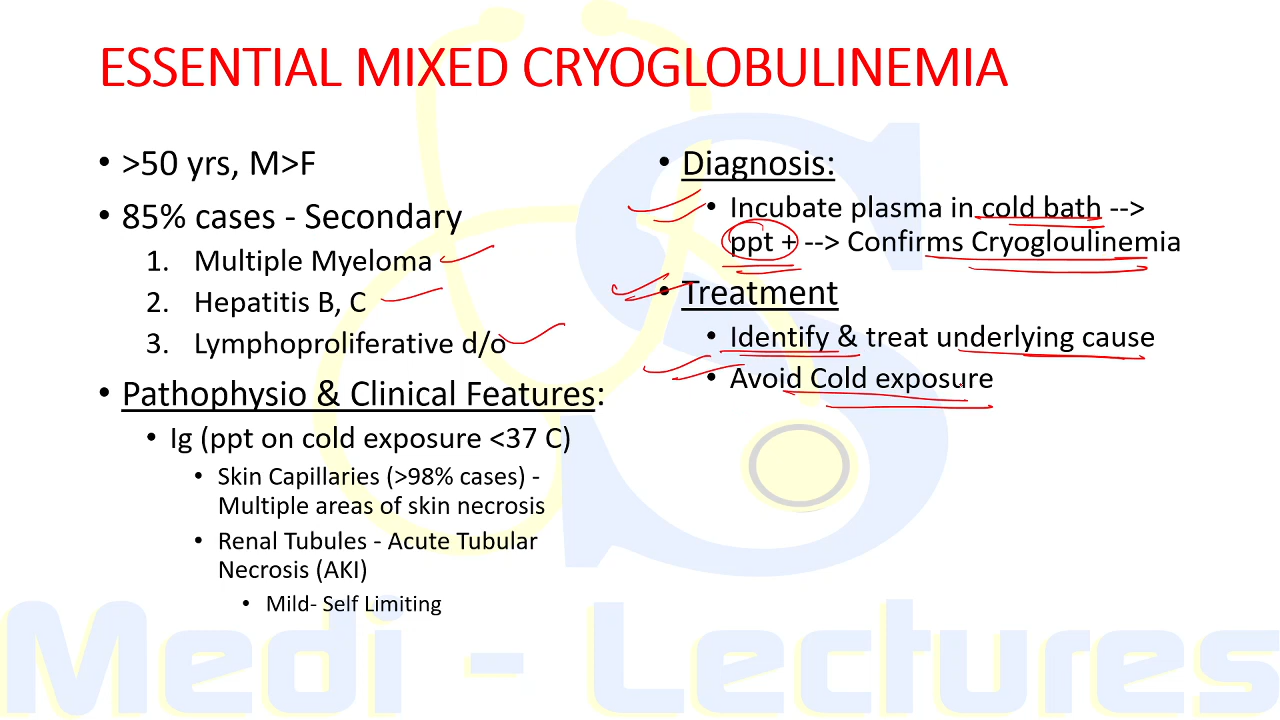 ESSENTIAL MIXED CRYOGLOBULINEMIA
• >50 yrs, M>F
• 85% cases - Secondary
1. Multiple Myeloma
2. Hepatitis B, C
3. Lymphoproliferative d/o
• Pathophysio & Clinical Features:
• Ig (ppt on cold exposure <37 C)
• Skin Capillaries (>98% cases) -
Multiple areas of skin necrosis
• Renal Tubules - Acute Tubular
Necrosis (AKI)
• Mild- Self Limiting
• Diagnosis:
• Incubate plasma in cold bath -->
ppt + --> Confirms Cryogloulinemia
• Treatment
• Identify & treat underlying cause
• Avoid Cold exposure
S
Medi - Lectures